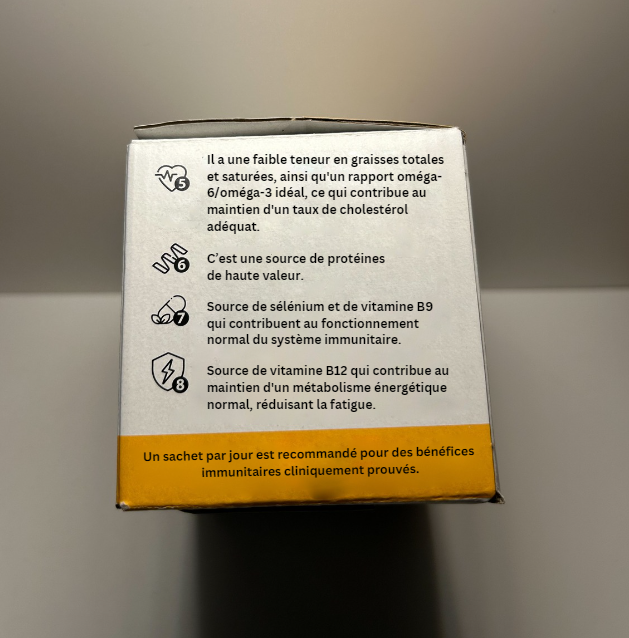 5
Il a une faible teneur en graisses totales
et saturées, ainsi qu'un rapport oméga-
6/oméga-3 idéal, ce qui contribue au
maintien d'un taux de cholestérol
adéquat.
6
C'est une source de protéines
de haute valeur.
7
Source de sélénium et de vitamine B9
qui contribuent au fonctionnement
normal du système immunitaire.
8
Source de vitamine B12 qui contribue au
maintien d'un métabolisme énergétique
normal, réduisant la fatigue.
Un sachet par jour est recommandé pour des bénéfices
immunitaires cliniquement prouvés.